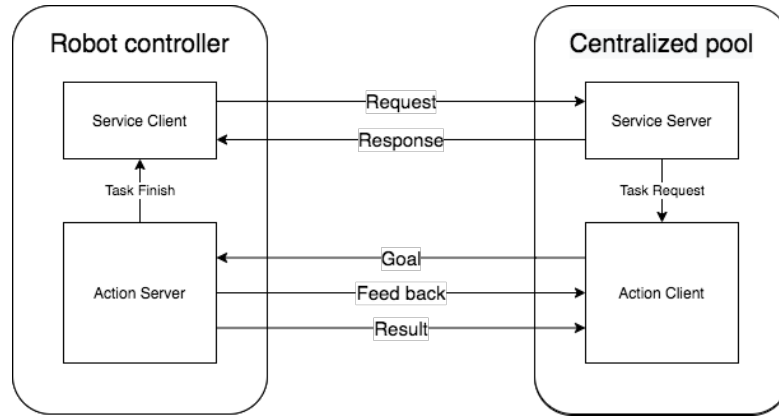 Robot controller
Centralized pool
Service Client
Request
Service Server
Response
Task Finish
Task Request
Goal
Action Server
Feed back
Action Client
Result